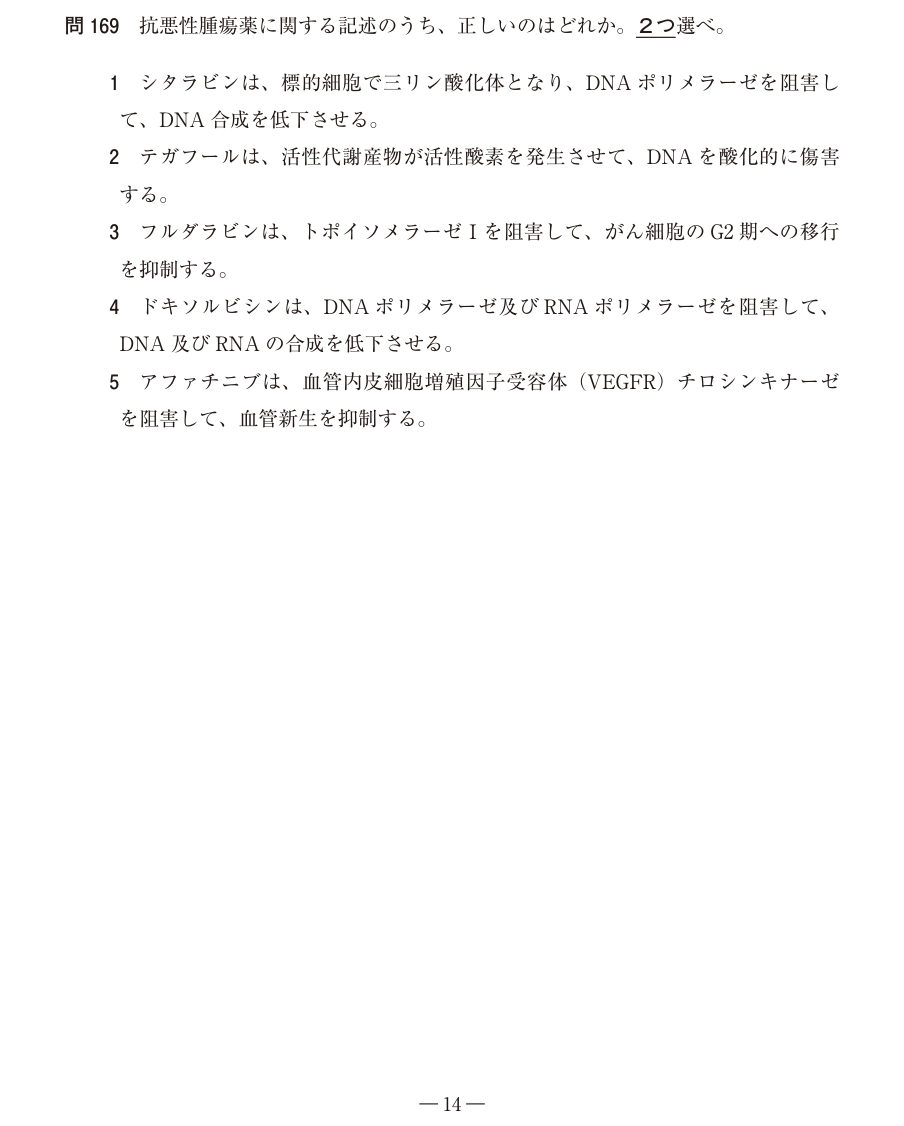 問 169　抗悪性腫瘍薬に関する記述のうち、正しいのはどれか。２つ選べ。
1　シタラビンは、標的細胞で三リン酸化体となり、DNA ポリメラーゼを阻害し
て、DNA 合成を低下させる。
2　テガフールは、活性代謝産物が活性酸素を発生させて、DNA を酸化的に傷害
する。
3　フルダラビンは、トポイソメラーゼⅠを阻害して、がん細胞の G2 期への移行
を抑制する。
4　ドキソルビシンは、DNA ポリメラーゼ及び RNA ポリメラーゼを阻害して、
DNA 及び RNA の合成を低下させる。
5　アファチニブは、血管内皮細胞増殖因子受容体（VEGFR）チロシンキナーゼ
を阻害して、血管新生を抑制する。
— 14 —